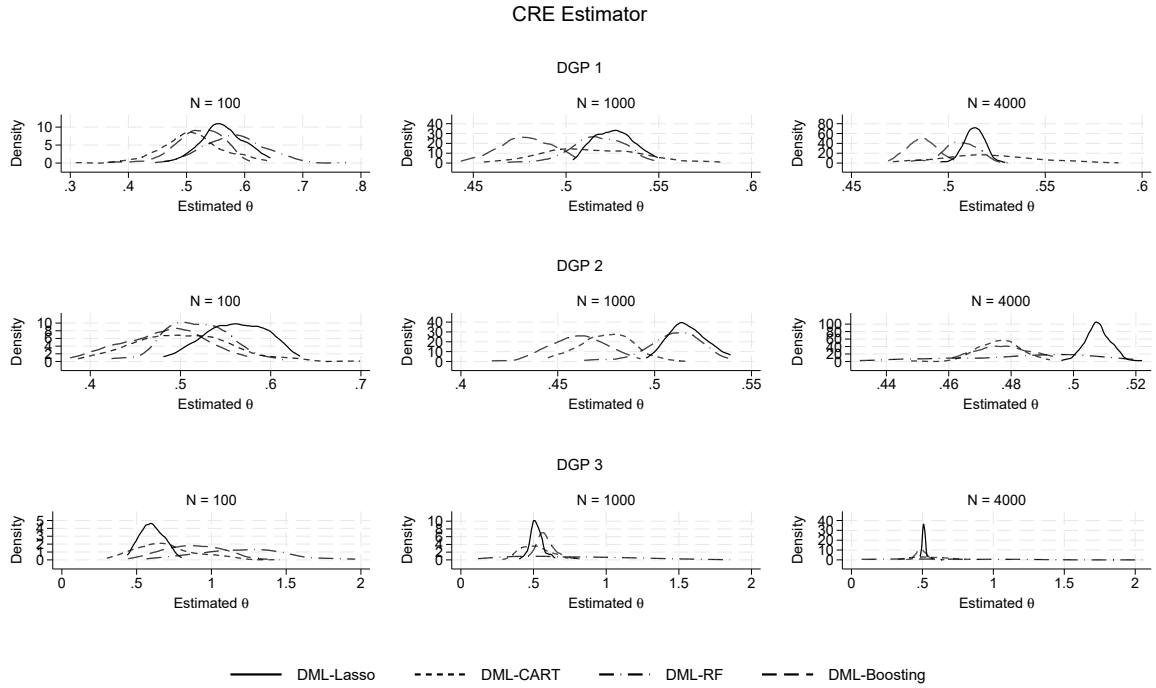 CRE Estimator
DGP 1
N = 100
Density
10
5
0
.3 .4 .5 .6 .7 .8
Estimated θ
N = 1000
Density
40
30
20
10
0
.45 .5 .55 .6
Estimated θ
N = 4000
Density
80
60
40
20
0
.45 .5 .55 .6
Estimated θ
DGP 2
N = 100
Density
10
8
6
4
2
0
.4 .5 .6 .7
Estimated θ
N = 1000
Density
40
30
20
10
0
.4 .45 .5 .55
Estimated θ
N = 4000
Density
100
80
60
40
20
0
.44 .46 .48 .5 .52
Estimated θ
DGP 3
N = 100
Density
5
4
3
2
1
0
0 .5 1 1.5 2
Estimated θ
N = 1000
Density
10
8
6
4
2
0
0 .5 1 1.5 2
Estimated θ
N = 4000
Density
40
30
20
10
0
0 .5 1 1.5 2
Estimated θ
DML-Lasso DML-CART DML-RF DML-Boosting